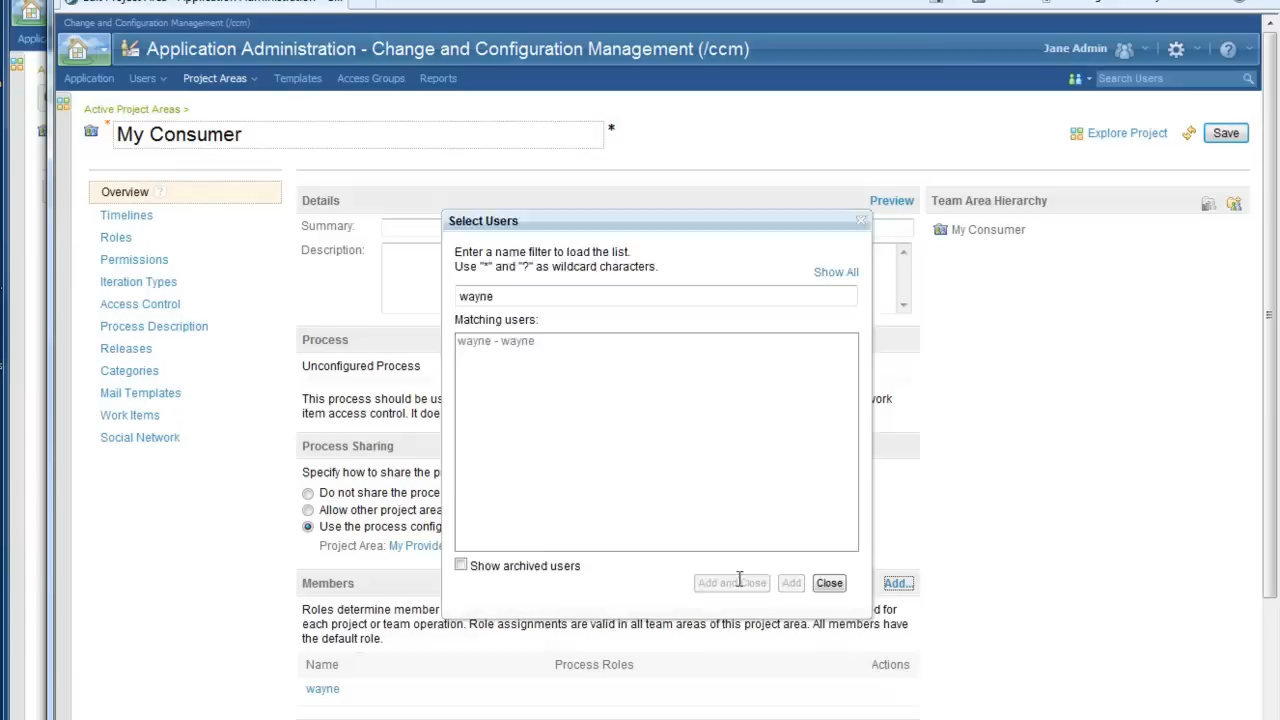 Change and Configuration Management (/ccm)
Application Administration - Change and Configuration Management (/ccm)
Jane Admin
Application Users Project Areas Templates Access Groups Reports
Search Users
Active Project Areas >
* My Consumer *
Explore Project
Save
Overview ?
Timelines
Roles
Permissions
Iteration Types
Access Control
Process Description
Releases
Categories
Mail Templates
Work Items
Social Network
Details
Preview
Summary:
Description:
Process
Unconfigured Process
This process should be us
ork
item access control. It doe
Process Sharing
Specify how to share the p
Do not share the proce
Allow other project area
Use the process config
Project Area: My Provide
Members
Add...
Roles determine member
d for
each project or team operation. Role assignments are valid in all team areas of this project area. All members have
the default role.
Name Process Roles Actions
wayne
Select Users
Enter a name filter to load the list.
Use "*" and "?" as wildcard characters.
Show All
wayne
Matching users:
wayne - wayne
Show archived users
Add and Close Add Close
Team Area Hierarchy
My Consumer